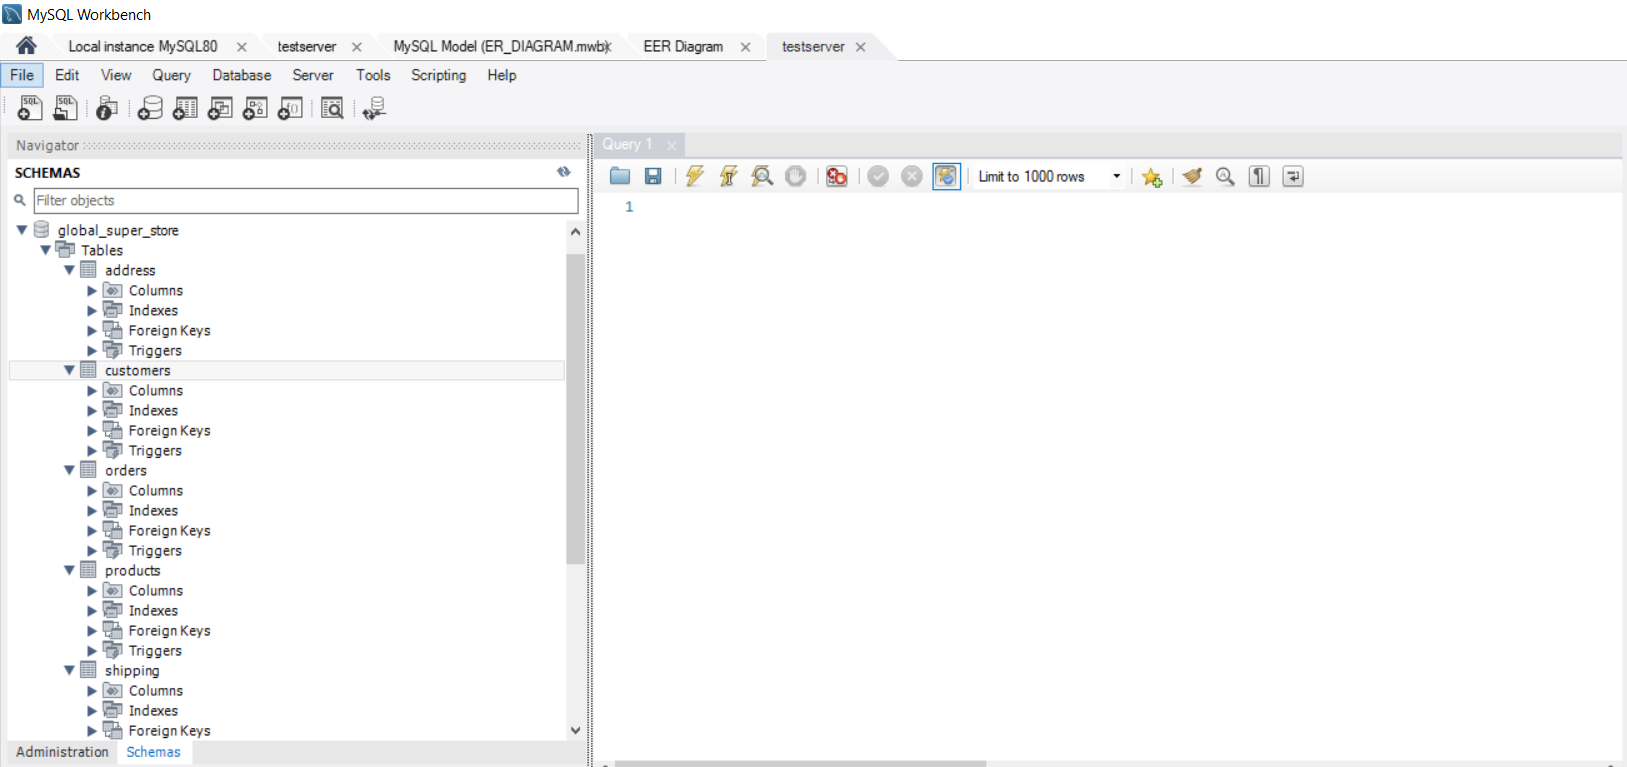 MySQL Workbench
Local instance MySQL80 testserver MySQL Model (ER_DIAGRAM.mwb) EER Diagram testserver
File Edit View Query Database Server Tools Scripting Help
SQL SQL
Navigator
Query 1
SCHEMAS
Limit to 1000 rows
Filter objects
1
global_super_store
Tables
address
Columns
Indexes
Foreign Keys
Triggers
customers
Columns
Indexes
Foreign Keys
Triggers
orders
Columns
Indexes
Foreign Keys
Triggers
products
Columns
Indexes
Foreign Keys
Triggers
shipping
Columns
Indexes
Foreign Keys
Administration Schemas